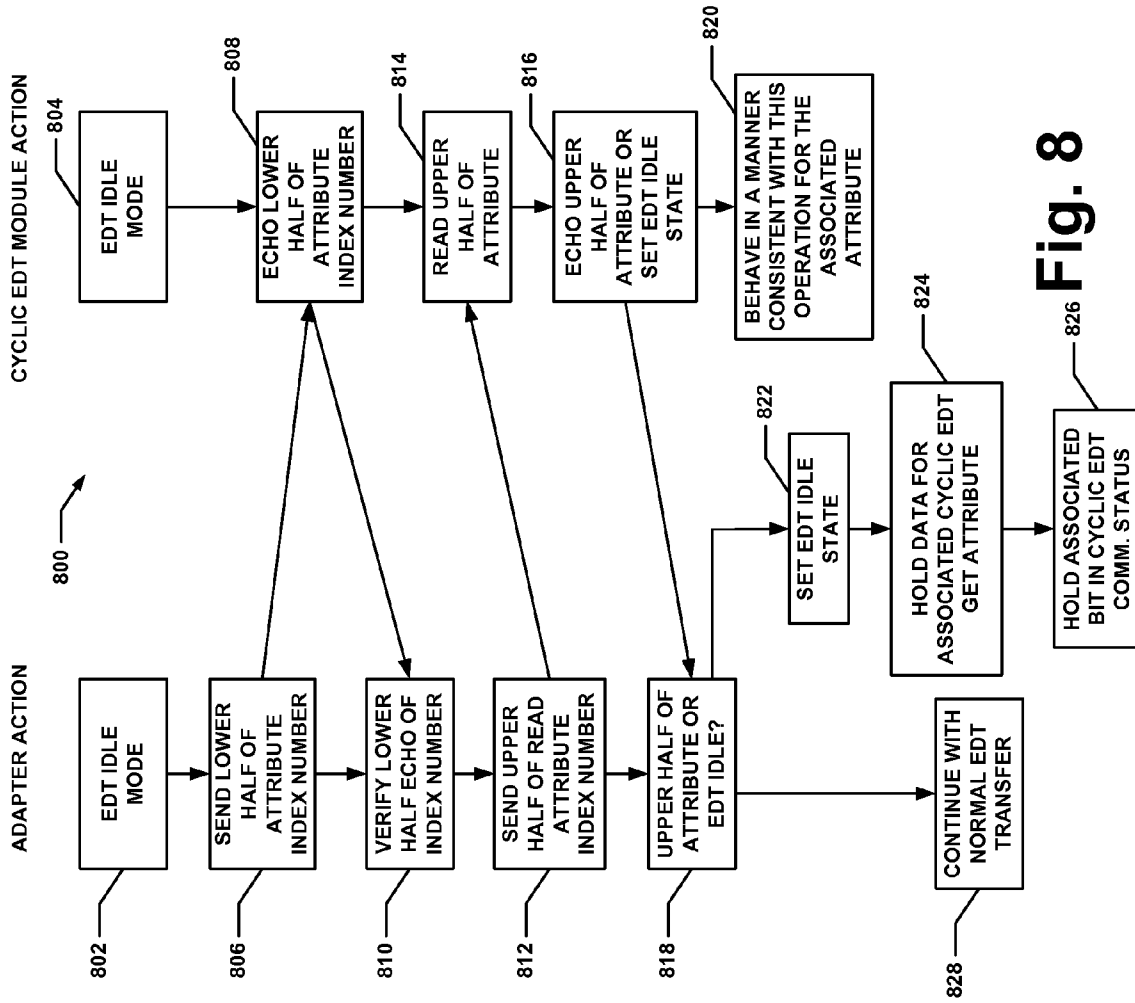 800
ADAPTER ACTION
802
EDT IDLE
MODE
806
SEND LOWER
HALF OF
ATTRIBUTE
INDEX NUMBER
810
VERIFY LOWER
HALF ECHO OF
INDEX NUMBER
812
SEND UPPER
HALF OF READ
ATTRIBUTE
INDEX NUMBER
818
UPPER HALF OF
ATTRIBUTE OR
EDT IDLE?
828
CONTINUE WITH
NORMAL EDT
TRANSFER
822
SET EDT IDLE
STATE
824
HOLD DATA FOR
ASSOCIATED CYCLIC EDT
GET ATTRIBUTE
826
HOLD ASSOCIATED
BIT IN CYCLIC EDT
COMM. STATUS
CYCLIC EDT MODULE ACTION
804
EDT IDLE
MODE
808
ECHO LOWER
HALF OF
ATTRIBUTE
INDEX NUMBER
814
READ UPPER
HALF OF
ATTRIBUTE
816
ECHO UPPER
HALF OF
ATTRIBUTE OR
SET EDT IDLE
STATE
820
BEHAVE IN A MANNER
CONSISTENT WITH THIS
OPERATION FOR THE
ASSOCIATED
ATTRIBUTE
Fig. 8